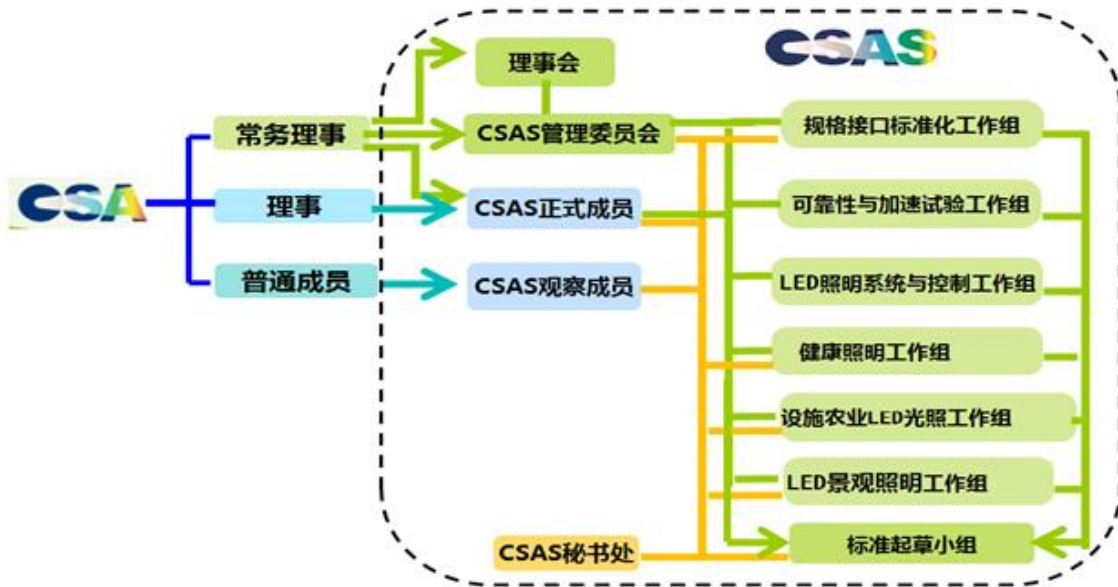 CSAS
理事会
CSAS管理委员会
规格接口标准化工作组
常务理事
CSA
理事
CSAS正式成员
可靠性与加速试验工作组
普通成员
CSAS观察成员
LED照明系统与控制工作组
健康照明工作组
设施农业LED光照工作组
LED景观照明工作组
CSAS秘书处
标准起草小组